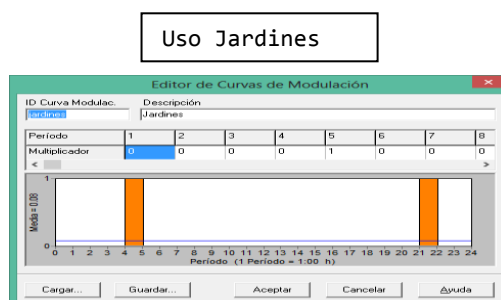 Uso Jardines
Editor de Curvas de Modulación
ID Curva Modulac. Descripción
jardines Jardines
Período 1 2 3 4 5 6 7 8
Multiplicador 0 0 0 0 1 0 0 0
Media = 0.08
1
0
0 1 2 3 4 5 6 7 8 9 10 11 12 13 14 15 16 17 18 19 20 21 22 23 24
Período (1 Período = 1:00 h)
Cargar... Guardar... Aceptar Cancelar Ayuda